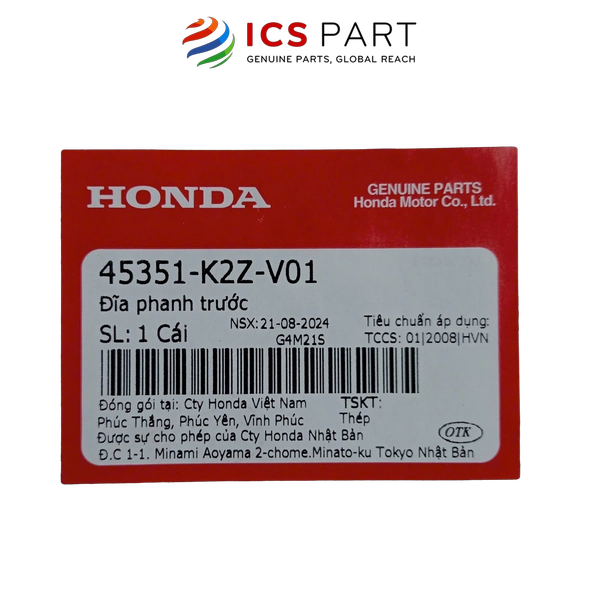 ICS PART
GENUINE PARTS, GLOBAL REACH
HONDA
GENUINE PARTS
Honda Motor Co., Ltd.
45351-K2Z-V01
Đĩa phanh trước
SL: 1 Cái
NSX:21-08-2024
G4M21S
Tiêu chuẩn áp dụng:
TCCS: 01|2008|HVN
Đóng gói tại: Cty Honda Việt Nam
TSKT:
Phúc Thắng, Phúc Yên, Vĩnh Phúc
Thép
Được sự cho phép của Cty Honda Nhật Bản
OTK
Đ.C 1-1. Minami Aoyama 2-chome.Minato-ku Tokyo Nhật Bản